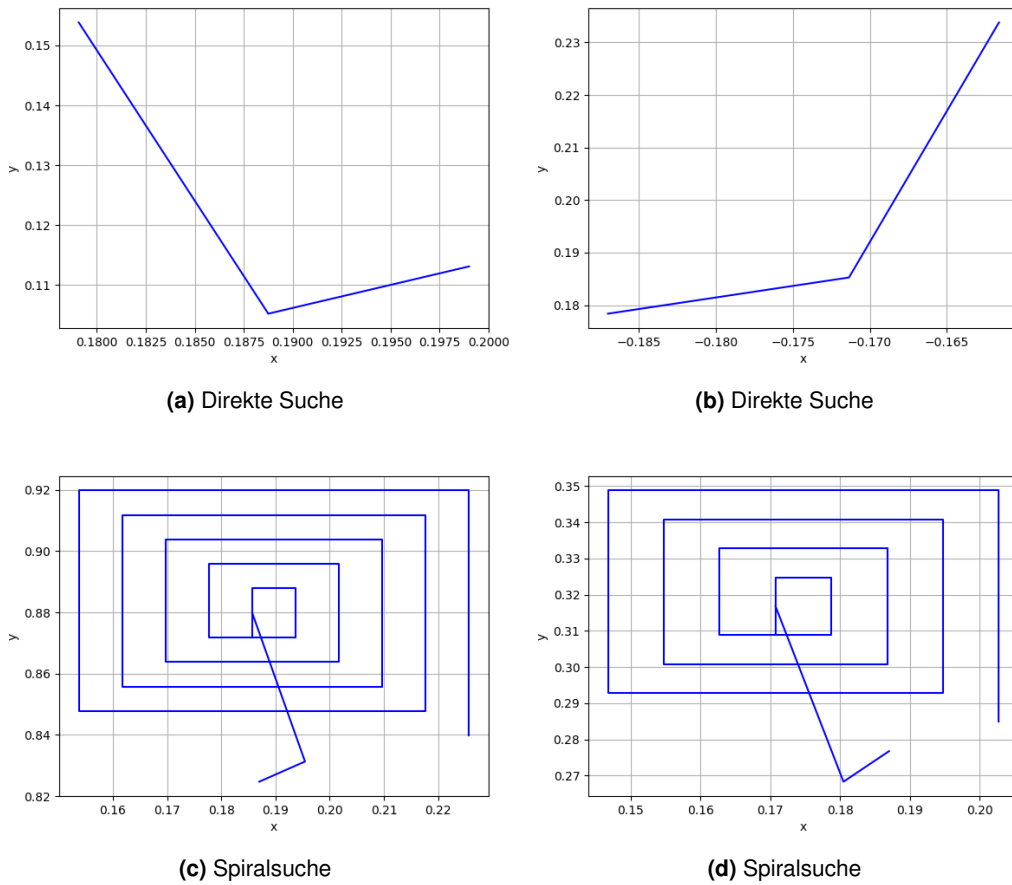 0.15
0.14
0.13
0.12
0.11
y
0.1800 0.1825 0.1850 0.1875 0.1900 0.1925 0.1950 0.1975 0.2000
x
(a) Direkte Suche
0.23
0.22
0.21
0.20
0.19
0.18
y
−0.185 −0.180 −0.175 −0.170 −0.165
x
(b) Direkte Suche
0.92
0.90
0.88
0.86
0.84
0.82
y
0.16 0.17 0.18 0.19 0.20 0.21 0.22
x
(c) Spiralsuche
0.35
0.34
0.33
0.32
0.31
0.30
0.29
0.28
0.27
y
0.15 0.16 0.17 0.18 0.19 0.20
x
(d) Spiralsuche